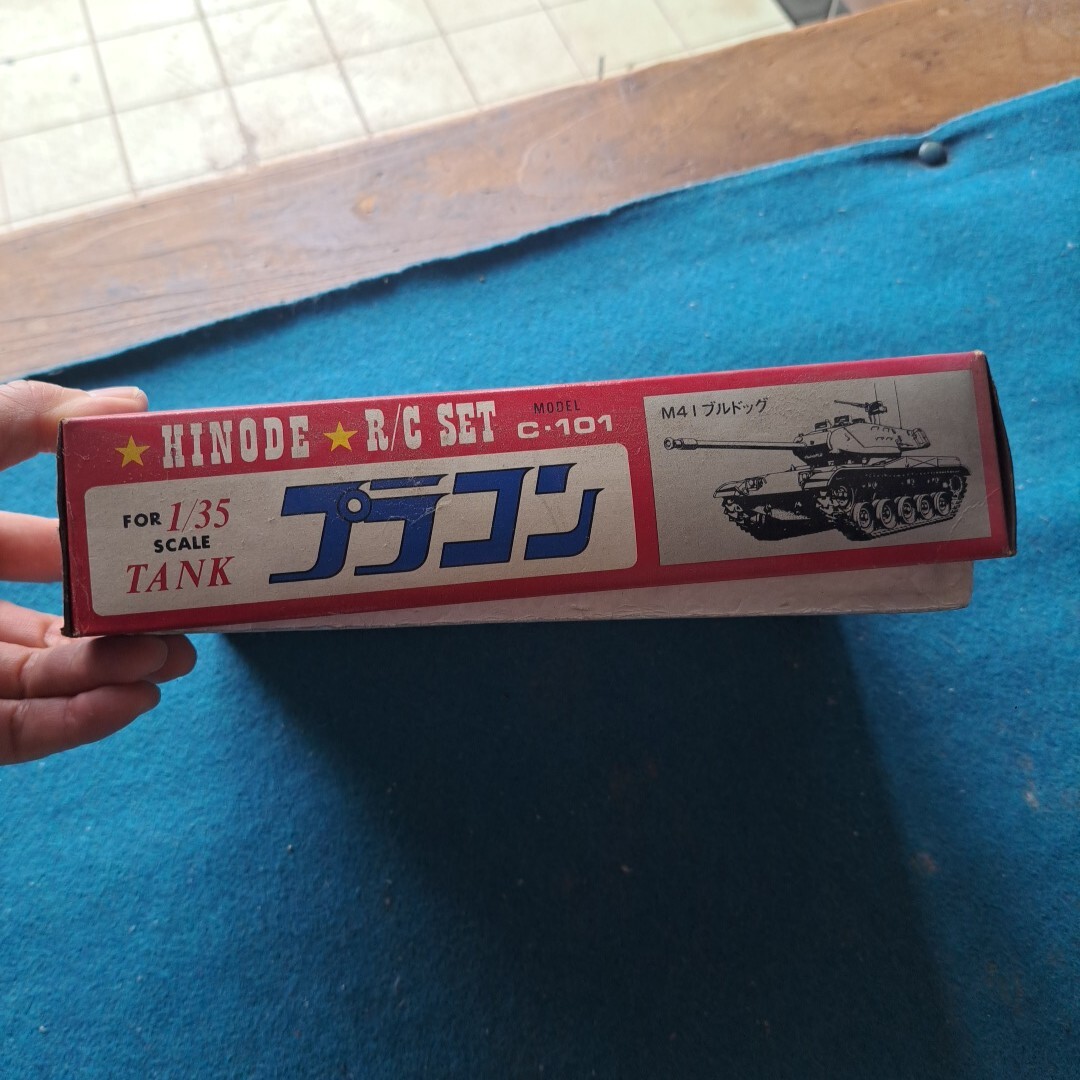 ★ HINODE ★ R/C SET MODEL C・101
FOR 1/35 SCALE TANK
プラコン
M41ブルドッグ